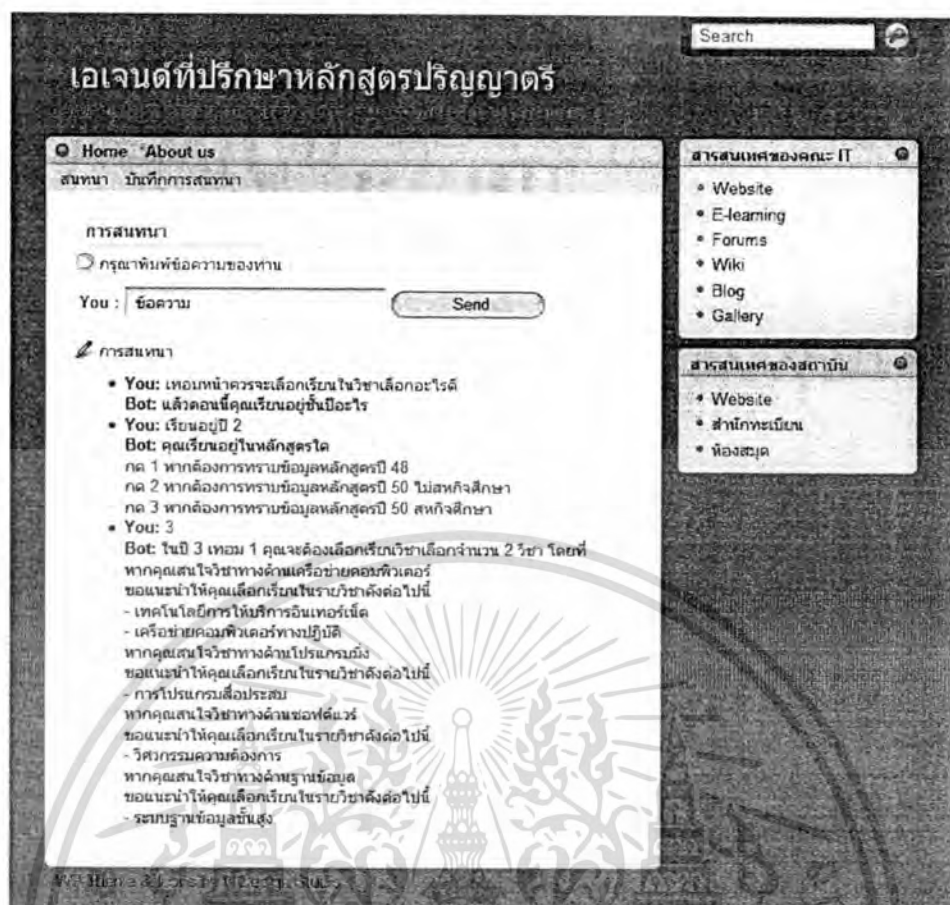 Search
เอเจนต์ที่ปรึกษาหลักสูตรปริญญาตรี
Home About us
สนทนา บันทึกการสนทนา
การสนทนา
กรุณาพิมพ์ข้อความของท่าน
You : ข้อความ Send
การสนทนา
• You: เทอมหน้าควรจะเลือกเรียนในวิชาเลือกอะไรดี
Bot: แล้วตอนนี้คุณเรียนอยู่ชั้นปีอะไร
• You: เรียนอยู่ปี 2
Bot: คุณเรียนอยู่ในหลักสูตรใด
กด 1 หากต้องการทราบข้อมูลหลักสูตรปี 48
กด 2 หากต้องการทราบข้อมูลหลักสูตรปี 50 ไม่สหกิจศึกษา
กด 3 หากต้องการทราบข้อมูลหลักสูตรปี 50 สหกิจศึกษา
• You: 3
Bot: ในปี 3 เทอม 1 คุณจะต้องเลือกเรียนวิชาเลือกจำนวน 2 วิชา โดยที่
หากคุณสนใจวิชาทางด้านเครือข่ายคอมพิวเตอร์
ขอแนะนำให้คุณเลือกเรียนในรายวิชาดังต่อไปนี้
- เทคโนโลยีการให้บริการอินเทอร์เน็ต
- เครือข่ายคอมพิวเตอร์ทางปฏิบัติ
หากคุณสนใจวิชาทางด้านโปรแกรมมิ่ง
ขอแนะนำให้คุณเลือกเรียนในรายวิชาดังต่อไปนี้
- การโปรแกรมสื่อประสม
หากคุณสนใจวิชาทางด้านซอฟต์แวร์
ขอแนะนำให้คุณเลือกเรียนในรายวิชาดังต่อไปนี้
- วิศวกรรมความต้องการ
หากคุณสนใจวิชาทางด้านฐานข้อมูล
ขอแนะนำให้คุณเลือกเรียนในรายวิชาดังต่อไปนี้
- ระบบฐานข้อมูลขั้นสูง
สารสนเทศของคณะ IT
• Website
• E-learning
• Forums
• Wiki
• Blog
• Gallery
สารสนเทศของสถาบัน
• Website
• สำนักทะเบียน
• ห้องสมุด